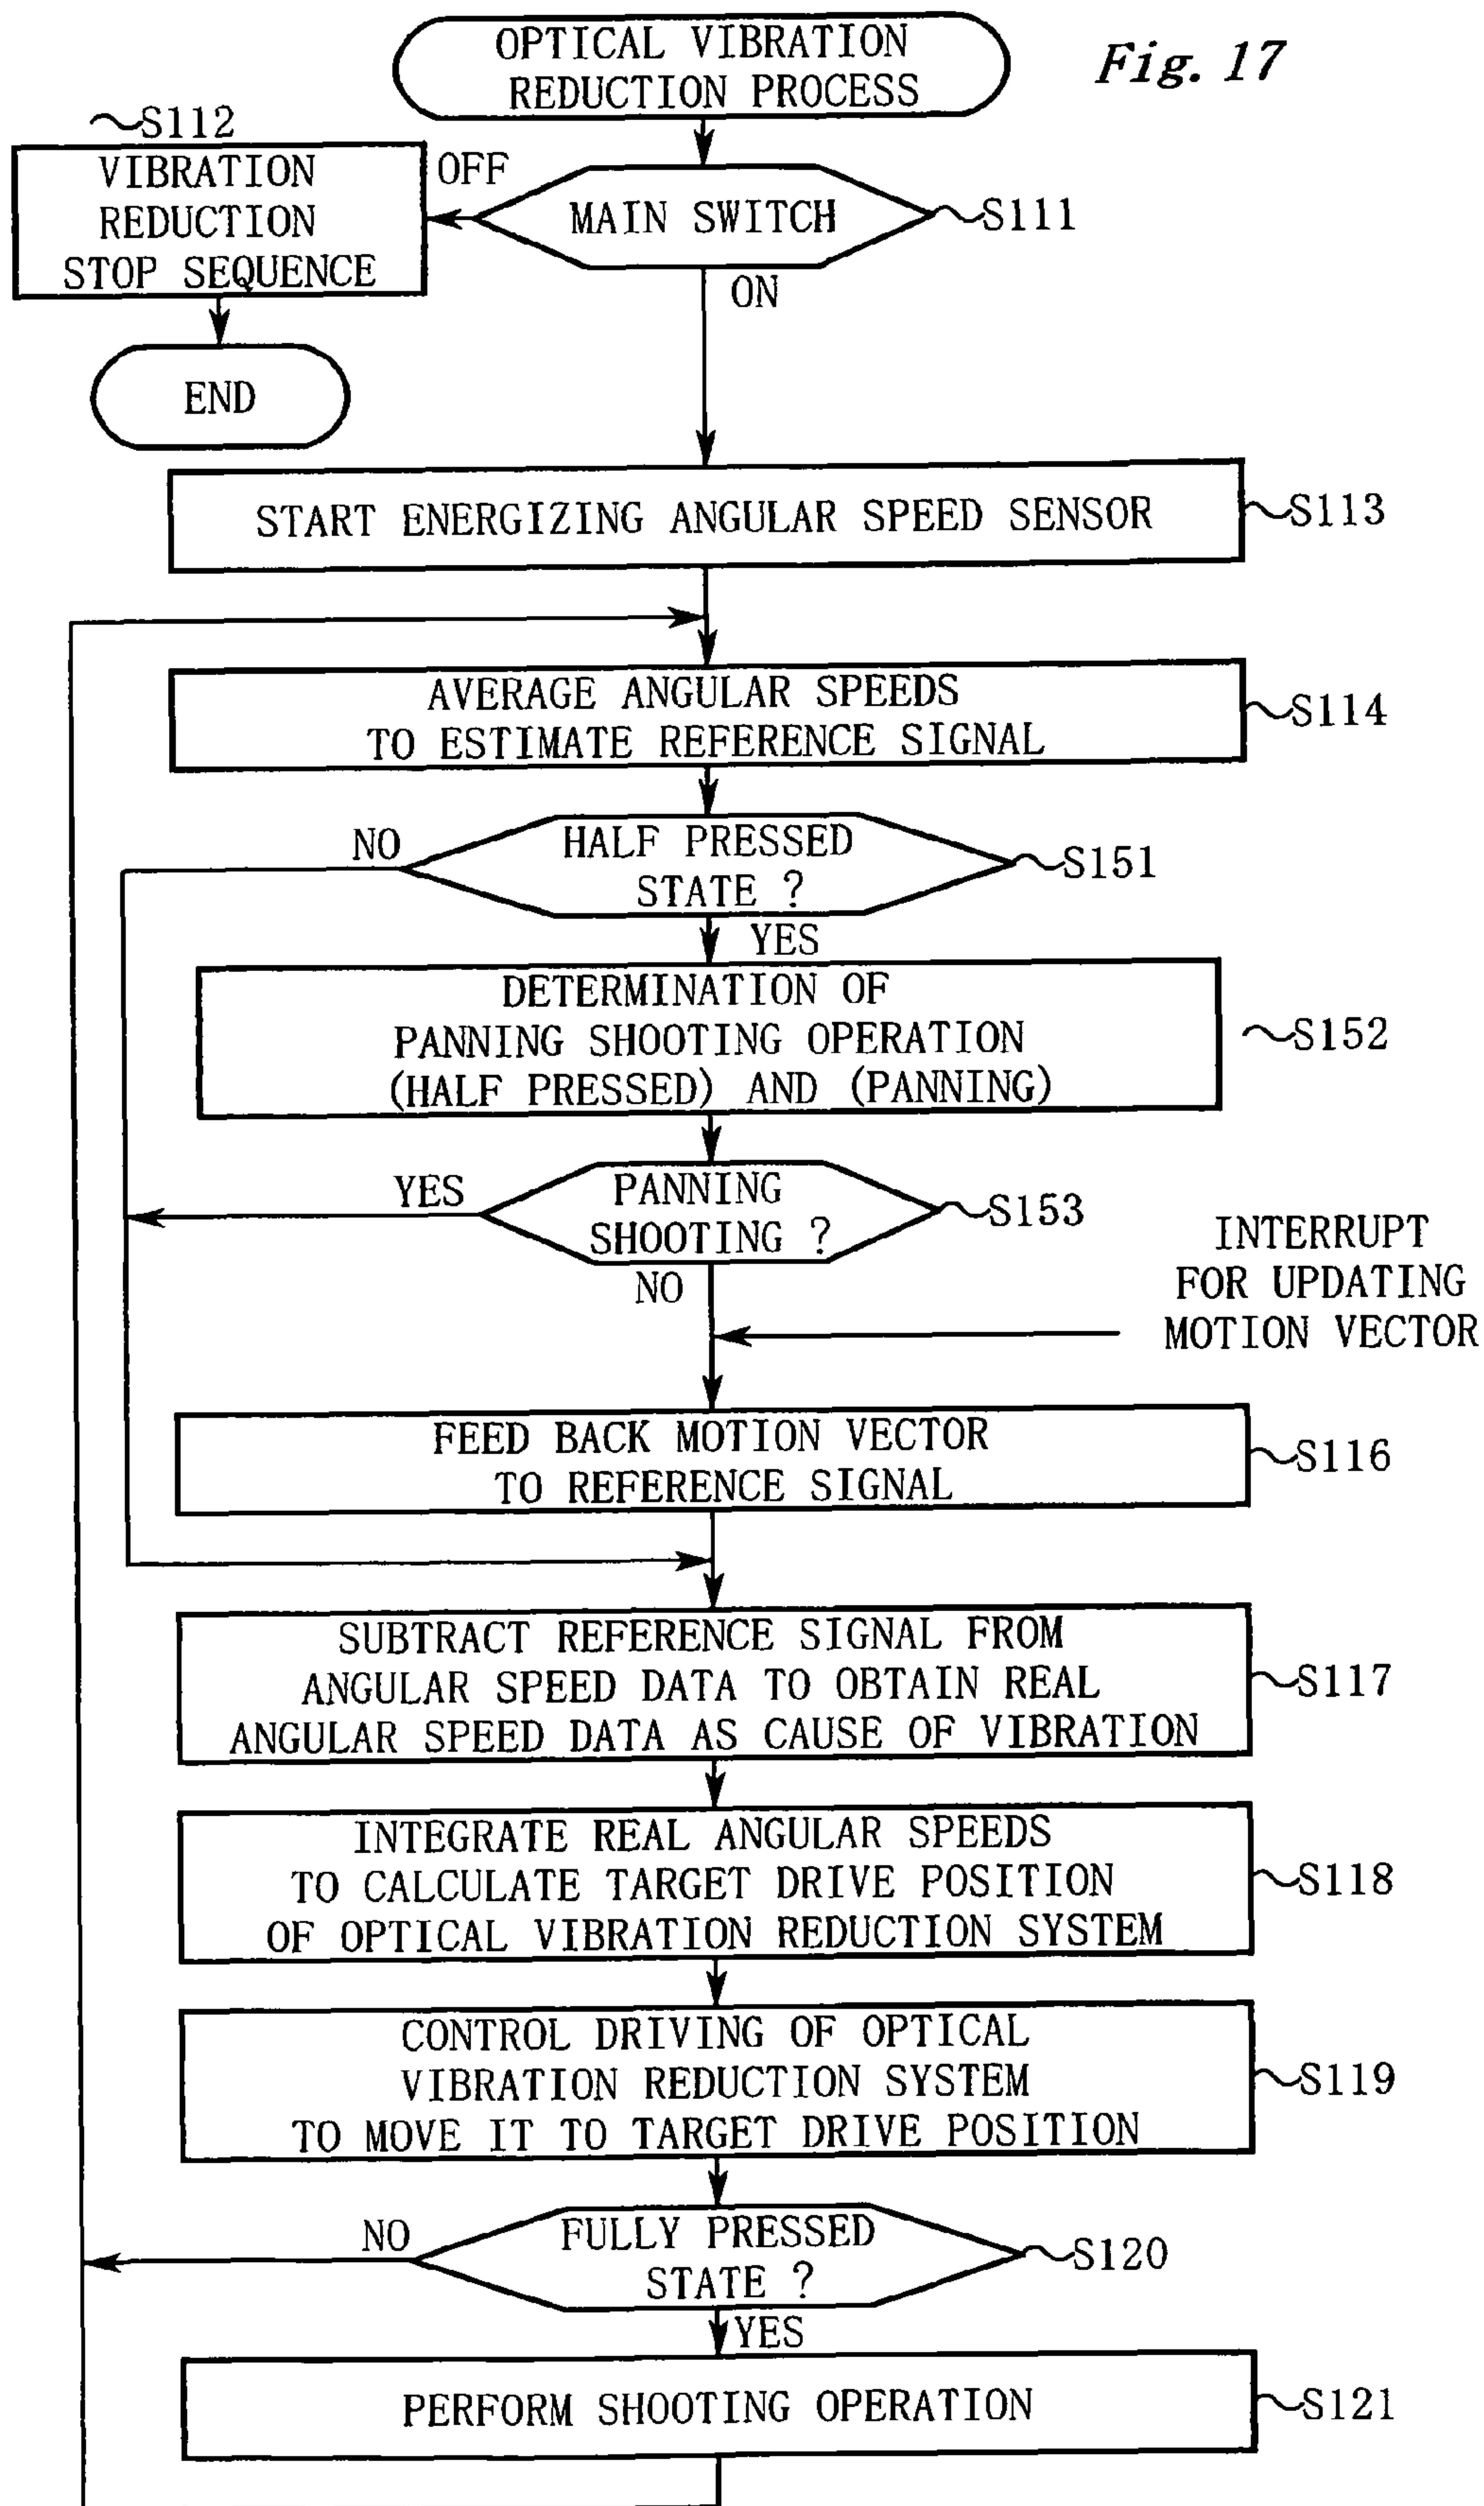 Fig. 17
OPTICAL VIBRATION
REDUCTION PROCESS
S112
VIBRATION
REDUCTION
STOP SEQUENCE
OFF
MAIN SWITCH
S111
ON
END
START ENERGIZING ANGULAR SPEED SENSOR
S113
AVERAGE ANGULAR SPEEDS
TO ESTIMATE REFERENCE SIGNAL
S114
NO
HALF PRESSED
STATE ?
S151
YES
DETERMINATION OF
PANNING SHOOTING OPERATION
(HALF PRESSED) AND (PANNING)
S152
YES
PANNING
SHOOTING ?
S153
NO
INTERRUPT
FOR UPDATING
MOTION VECTOR
FEED BACK MOTION VECTOR
TO REFERENCE SIGNAL
S116
SUBTRACT REFERENCE SIGNAL FROM
ANGULAR SPEED DATA TO OBTAIN REAL
ANGULAR SPEED DATA AS CAUSE OF VIBRATION
S117
INTEGRATE REAL ANGULAR SPEEDS
TO CALCULATE TARGET DRIVE POSITION
OF OPTICAL VIBRATION REDUCTION SYSTEM
S118
CONTROL DRIVING OF OPTICAL
VIBRATION REDUCTION SYSTEM
TO MOVE IT TO TARGET DRIVE POSITION
S119
NO
FULLY PRESSED
STATE ?
S120
YES
PERFORM SHOOTING OPERATION
S121